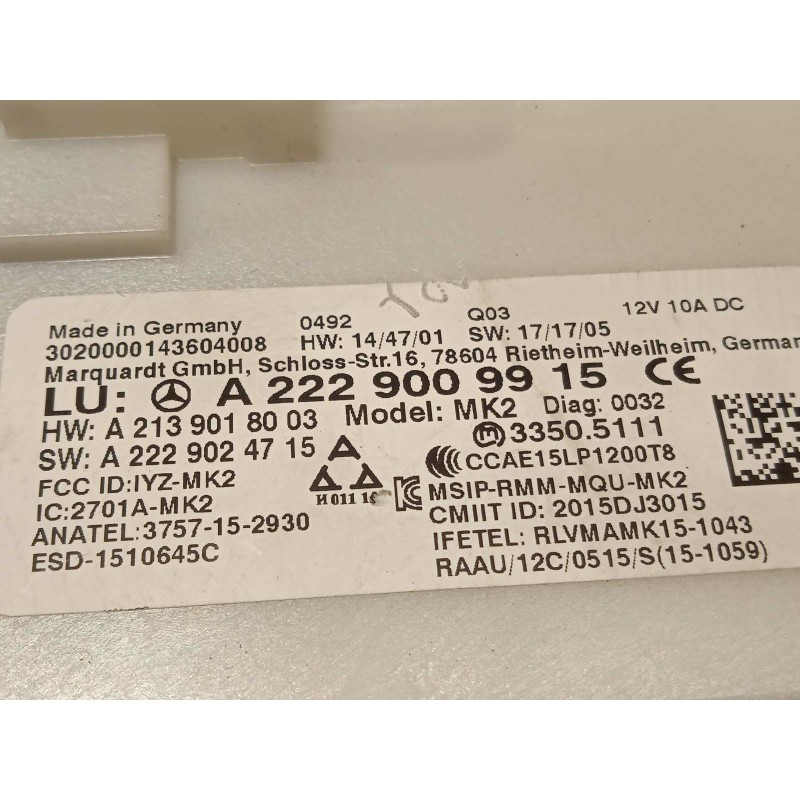 Made in Germany 0492 Q03 12V 10A DC
3020000143604008 HW: 14/47/01 SW: 17/17/05
Marquardt GmbH, Schloss-Str.16, 78604 Rietheim-Weilheim, German
LU: A 222 900 99 15 CE
HW: A 213 901 80 03 Model: MK2 Diag: 0032
SW: A 222 902 47 15 A 3350.5111
FCC ID:IYZ-MK2 CCAE15LP1200T8
IC:2701A-MK2 И 011 15 MSIP-RMM-MQU-MK2
ANATEL:3757-15-2930 CMIIT ID: 2015DJ3015
ESD-1510645C IFETEL: RLVMAMK15-1043
RAAU/12C/0515/S(15-1059)